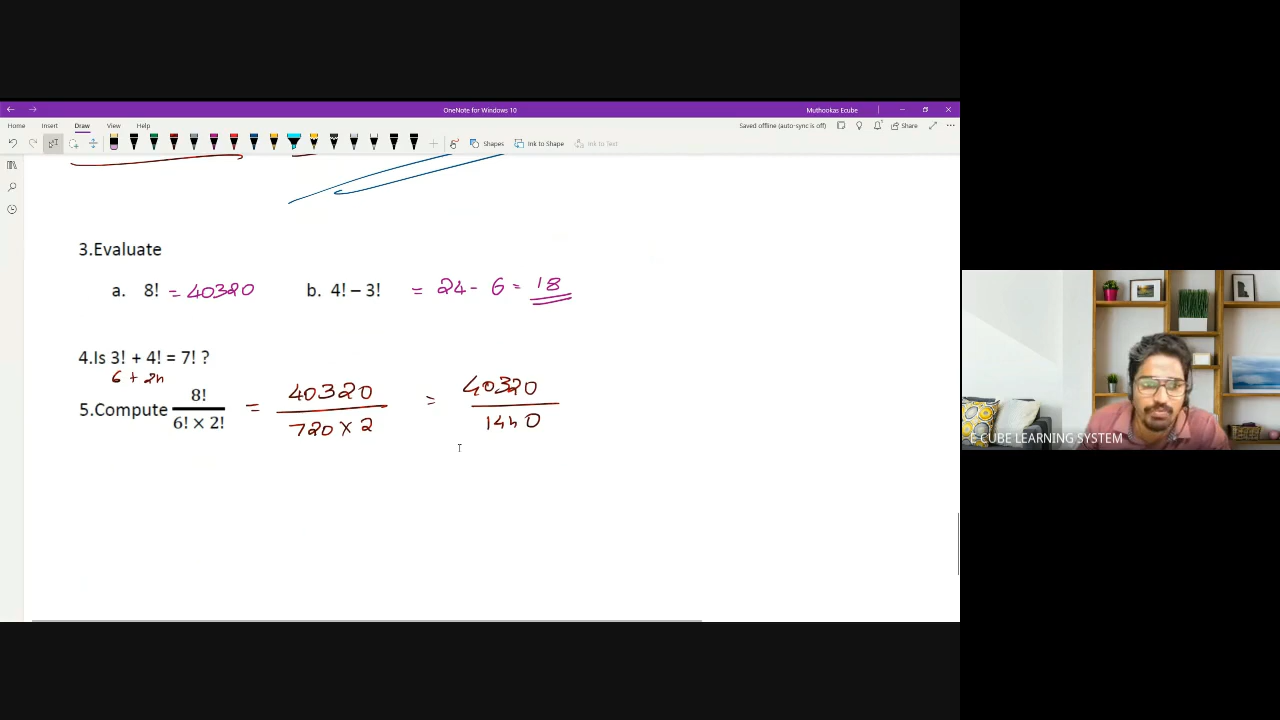 OneNote for Windows 10
Muthookas Ecube
Home Insert Draw View Help
Saved offline (auto-sync is off)
Share
Shapes
Ink to Shape
Ink to Text
3.Evaluate
a. 8! = 40320 b. 4! – 3! = 24 - 6 = 18
4.Is 3! + 4! = 7! ?
6 + 24
5.Compute 8! / 6! × 2! = 40320 / 720 × 2 = 40320 / 1440
E CUBE LEARNING SYSTEM